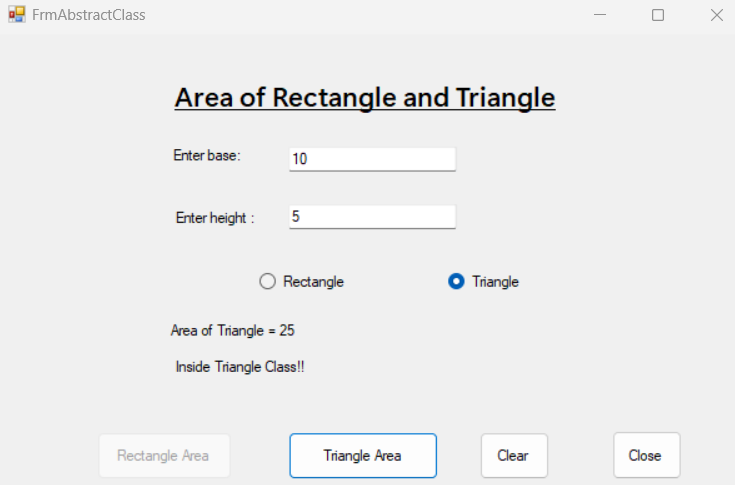 FrmAbstractClass
Area of Rectangle and Triangle
Enter base: 10
Enter height : 5
Rectangle Triangle
Area of Triangle = 25
Inside Triangle Class!!
Rectangle Area Triangle Area Clear Close